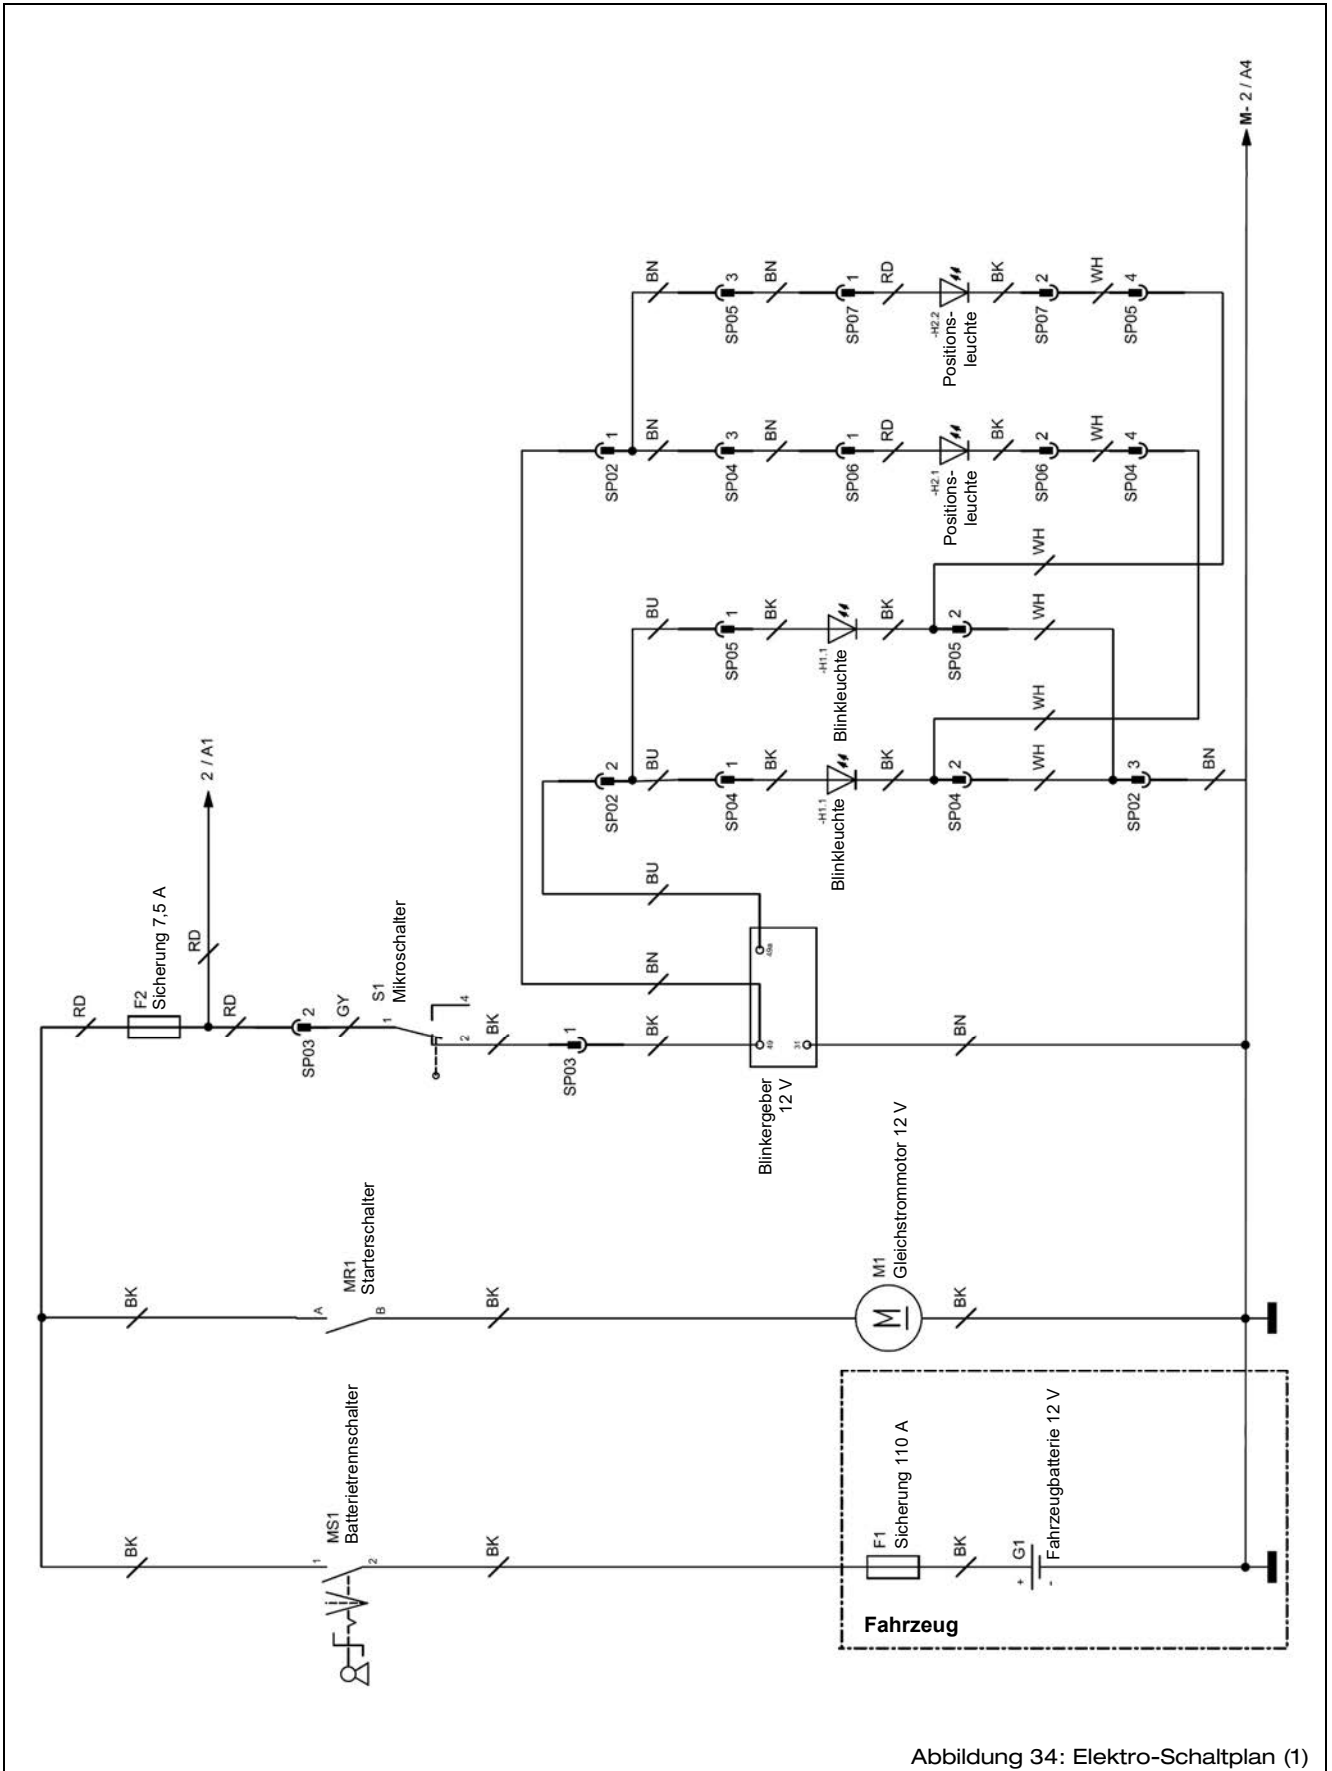 M- 2 / A4
BN
3
SP05
BN
1
SP07
RD
-H2.2
Positions-
leuchte
BK
2
SP07
WH
4
SP05
1
SP02
BN
3
SP04
BN
1
SP06
RD
-H2.1
Positions-
leuchte
BK
2
SP06
WH
4
SP04
WH
BU
1
SP05
BK
-H1.1
Blinkleuchte
BK
2
SP05
WH
WH
2 / A1
2
SP02
BU
1
SP04
BK
-H1.1
Blinkleuchte
BK
2
SP04
WH
3
SP02
BN
BU
BN
RD
F2
Sicherung 7,5 A
RD
RD
2
SP03
GY
S1
Mikroschalter
1
4
2
BK
1
SP03
BK
49
49a
31
Blinkergeber
12 V
BN
BK
MR1
Starterschalter
A
B
BK
M
M1
Gleichstrommotor 12 V
BK
BK
MS1
Batterietrennschalter
1
2
BK
F1
Sicherung 110 A
BK
G1
+
-
Fahrzeugbatterie 12 V
Fahrzeug
Abbildung 34: Elektro-Schaltplan (1)